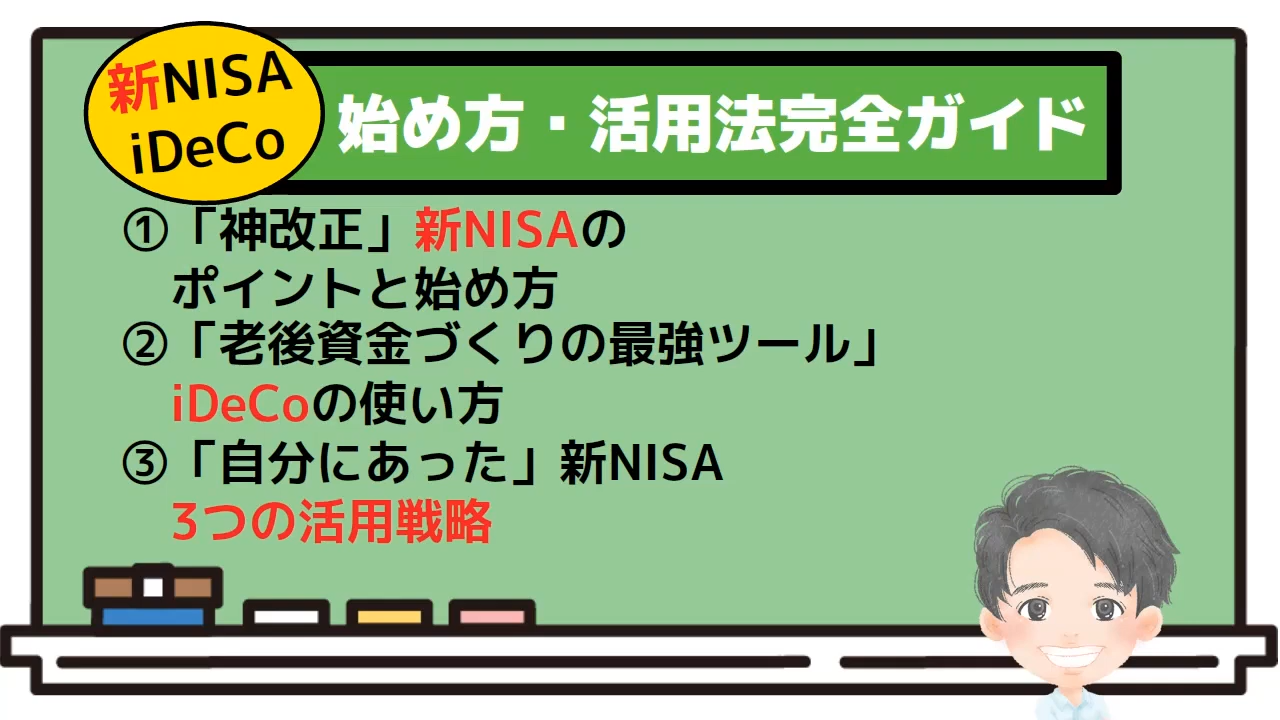 新NISA
iDeCo
始め方・活用法完全ガイド
①「神改正」新NISAの
ポイントと始め方
②「老後資金づくりの最強ツール」
iDeCoの使い方
③「自分にあった」新NISA
3つの活用戦略